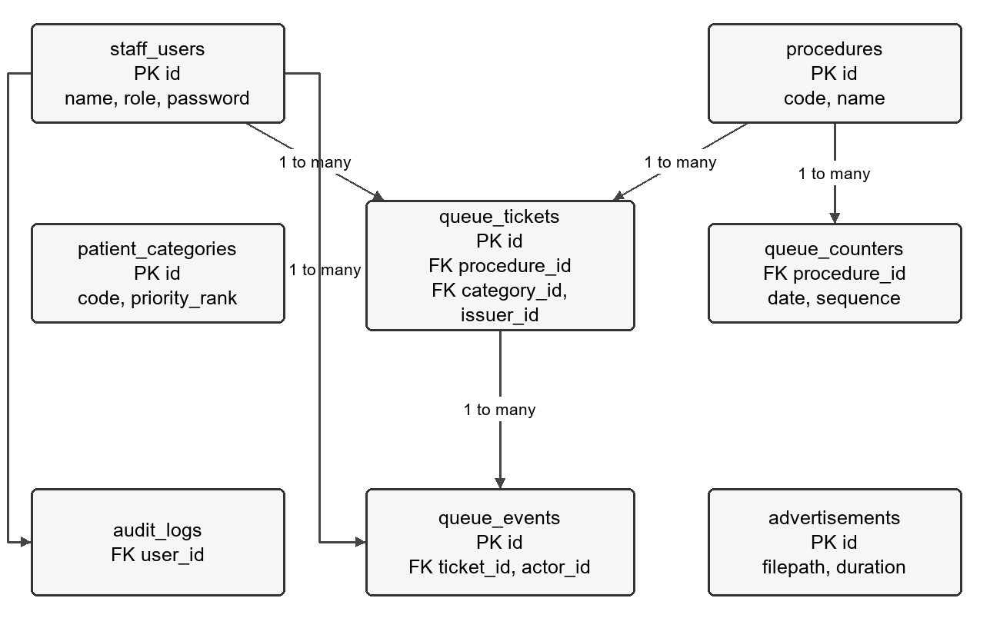 staff_users
PK id
name, role, password
procedures
PK id
code, name
1 to many
1 to many
1 to many
patient_categories
PK id
code, priority_rank
1 to many
queue_tickets
PK id
FK procedure_id
FK category_id,
issuer_id
queue_counters
FK procedure_id
date, sequence
1 to many
audit_logs
FK user_id
queue_events
PK id
FK ticket_id, actor_id
advertisements
PK id
filepath, duration